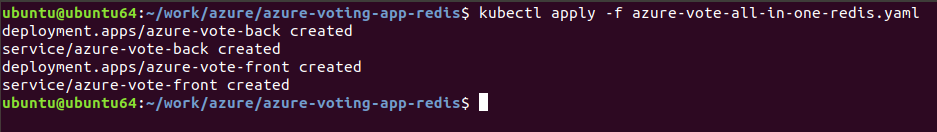 ubuntu@ubuntu64:~/work/azure/azure-voting-app-redis$ kubectl apply -f azure-vote-all-in-one-redis.yaml
deployment.apps/azure-vote-back created
service/azure-vote-back created
deployment.apps/azure-vote-front created
service/azure-vote-front created
ubuntu@ubuntu64:~/work/azure/azure-voting-app-redis$